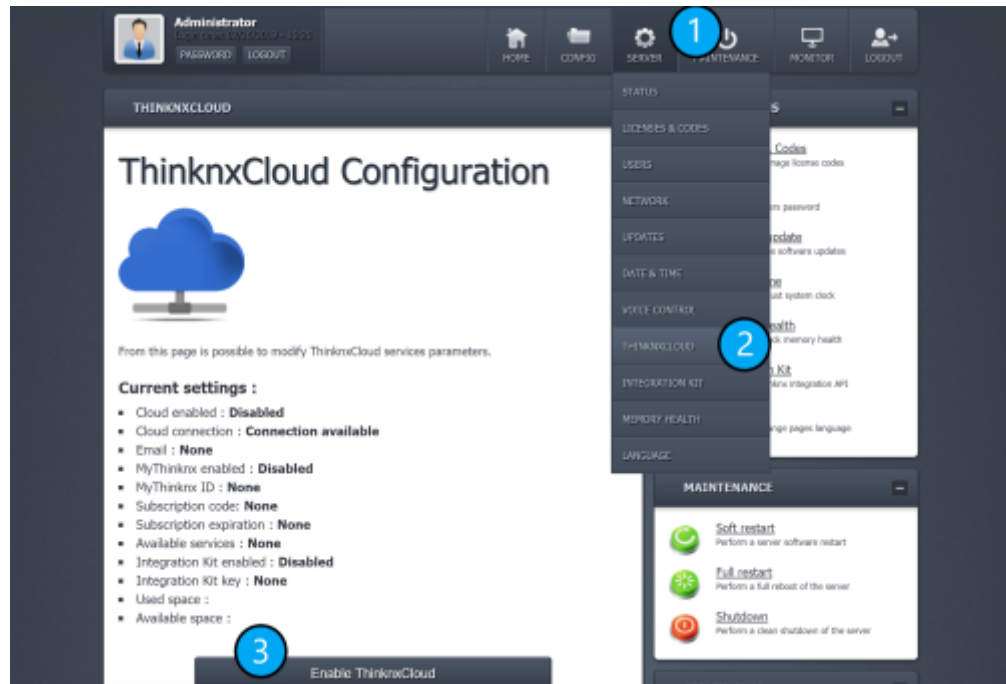 Administrator
PASSWORD LOGOUT
HOME
CONFIG
SERVER
1
MAINTENANCE
MONITOR
LOGOUT
THINKNXCLOUD
ThinknxCloud Configuration
From this page is possible to modify ThinknxCloud services parameters.
Current settings :
Cloud enabled : Disabled
Cloud connection : Connection available
Email : None
MyThinknx enabled : Disabled
MyThinknx ID : None
Subscription code: None
Subscription expiration : None
Available services : None
Integration Kit enabled : Disabled
Integration Kit key : None
Used space :
Available space :
3
Enable ThinknxCloud
STATUS
LICENSES & CODES
USERS
NETWORK
UPDATES
DATE & TIME
VOICE CONTROL
THINKNXCLOUD
2
INTEGRATION KIT
MEMORY HEALTH
LANGUAGE
S
Codes
license codes
password
software updates
system clock
memory health
Kit
integration API
pages language
MAINTENANCE
Soft restart
Perform a server software restart
Full restart
Perform a full reboot of the server
Shutdown
Perform a clean shutdown of the server